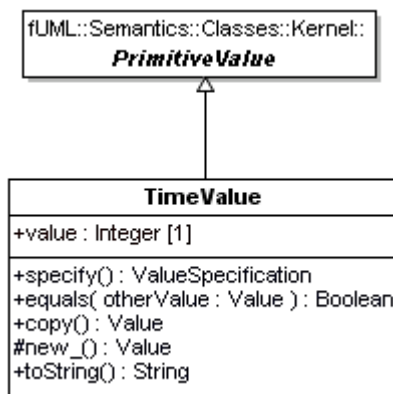 fUML::Semantics::Classes::Kernel::
PrimitiveValue
TimeValue
+value : Integer [1]
+specify() : ValueSpecification
+equals( otherValue : Value ) : Boolean
+copy() : Value
#new_() : Value
+toString() : String